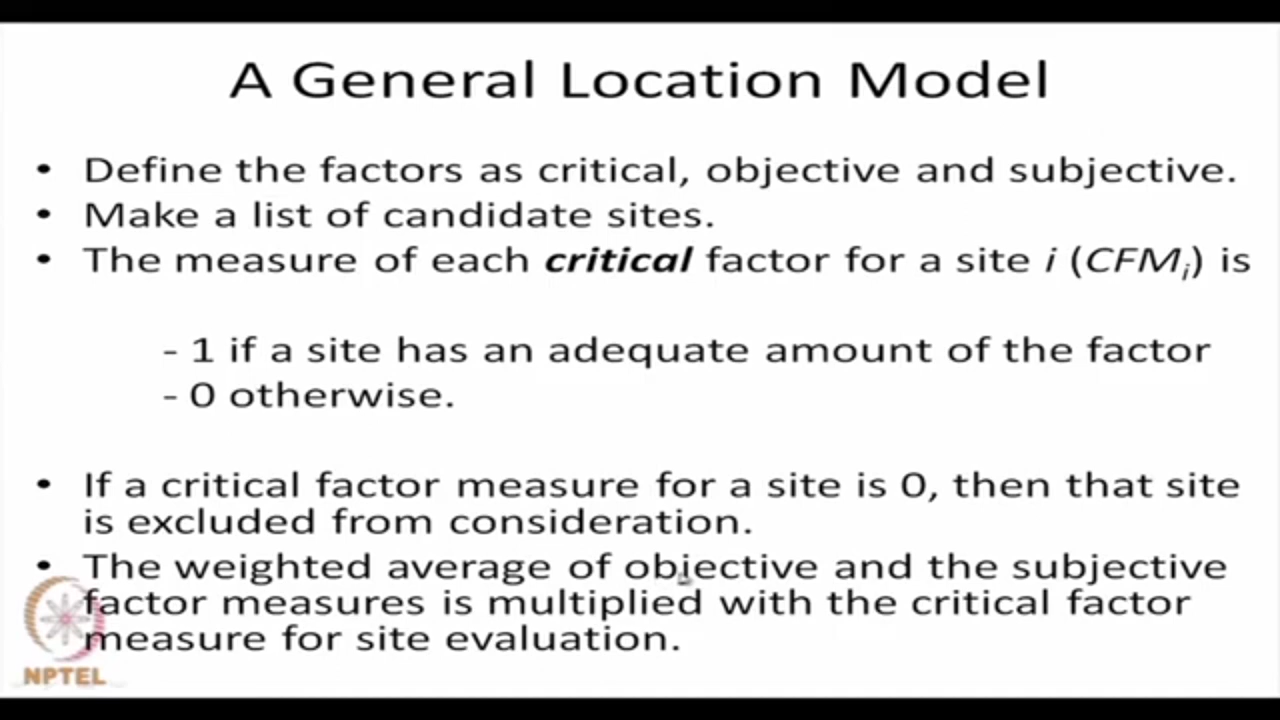 A General Location Model
• Define the factors as critical, objective and subjective.
• Make a list of candidate sites.
• The measure of each critical factor for a site i (CFMi) is
- 1 if a site has an adequate amount of the factor
- 0 otherwise.
• If a critical factor measure for a site is 0, then that site
is excluded from consideration.
• The weighted average of objective and the subjective
factor measures is multiplied with the critical factor
measure for site evaluation.
NPTEL